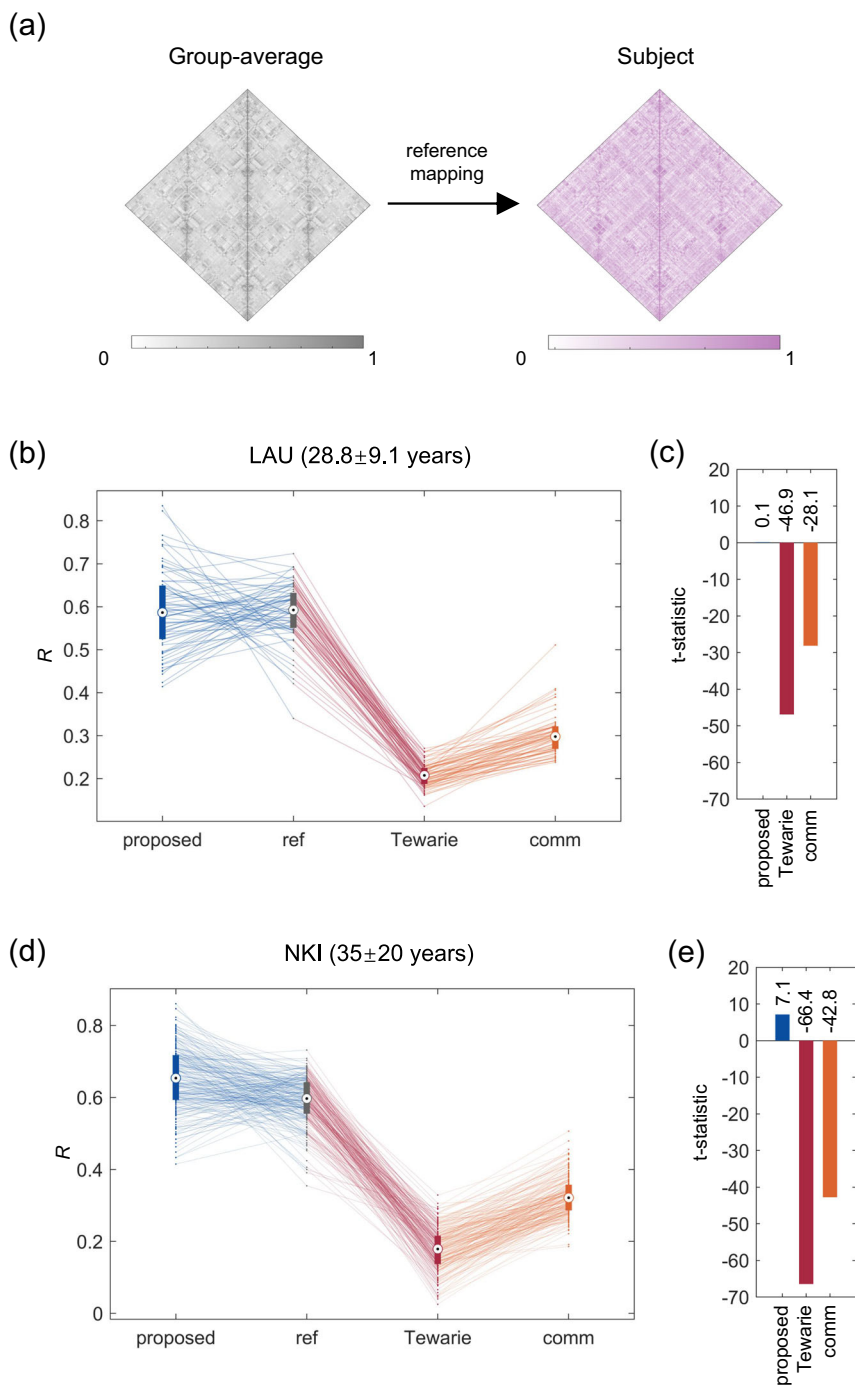 (a)
Group-average
Subject
reference
mapping
0
1
0
1
(b)
LAU (28.8±9.1 years)
0.8
0.7
0.6
0.5
0.4
0.3
0.2
R
proposed
ref
Tewarie
comm
(c)
20
10
0
-10
-20
-30
-40
-50
-60
-70
t-statistic
0.1
-46.9
-28.1
proposed
Tewarie
comm
(d)
NKI (35±20 years)
0.8
0.6
0.4
0.2
0
R
proposed
ref
Tewarie
comm
(e)
20
10
0
-10
-20
-30
-40
-50
-60
-70
t-statistic
7.1
-66.4
-42.8
proposed
Tewarie
comm